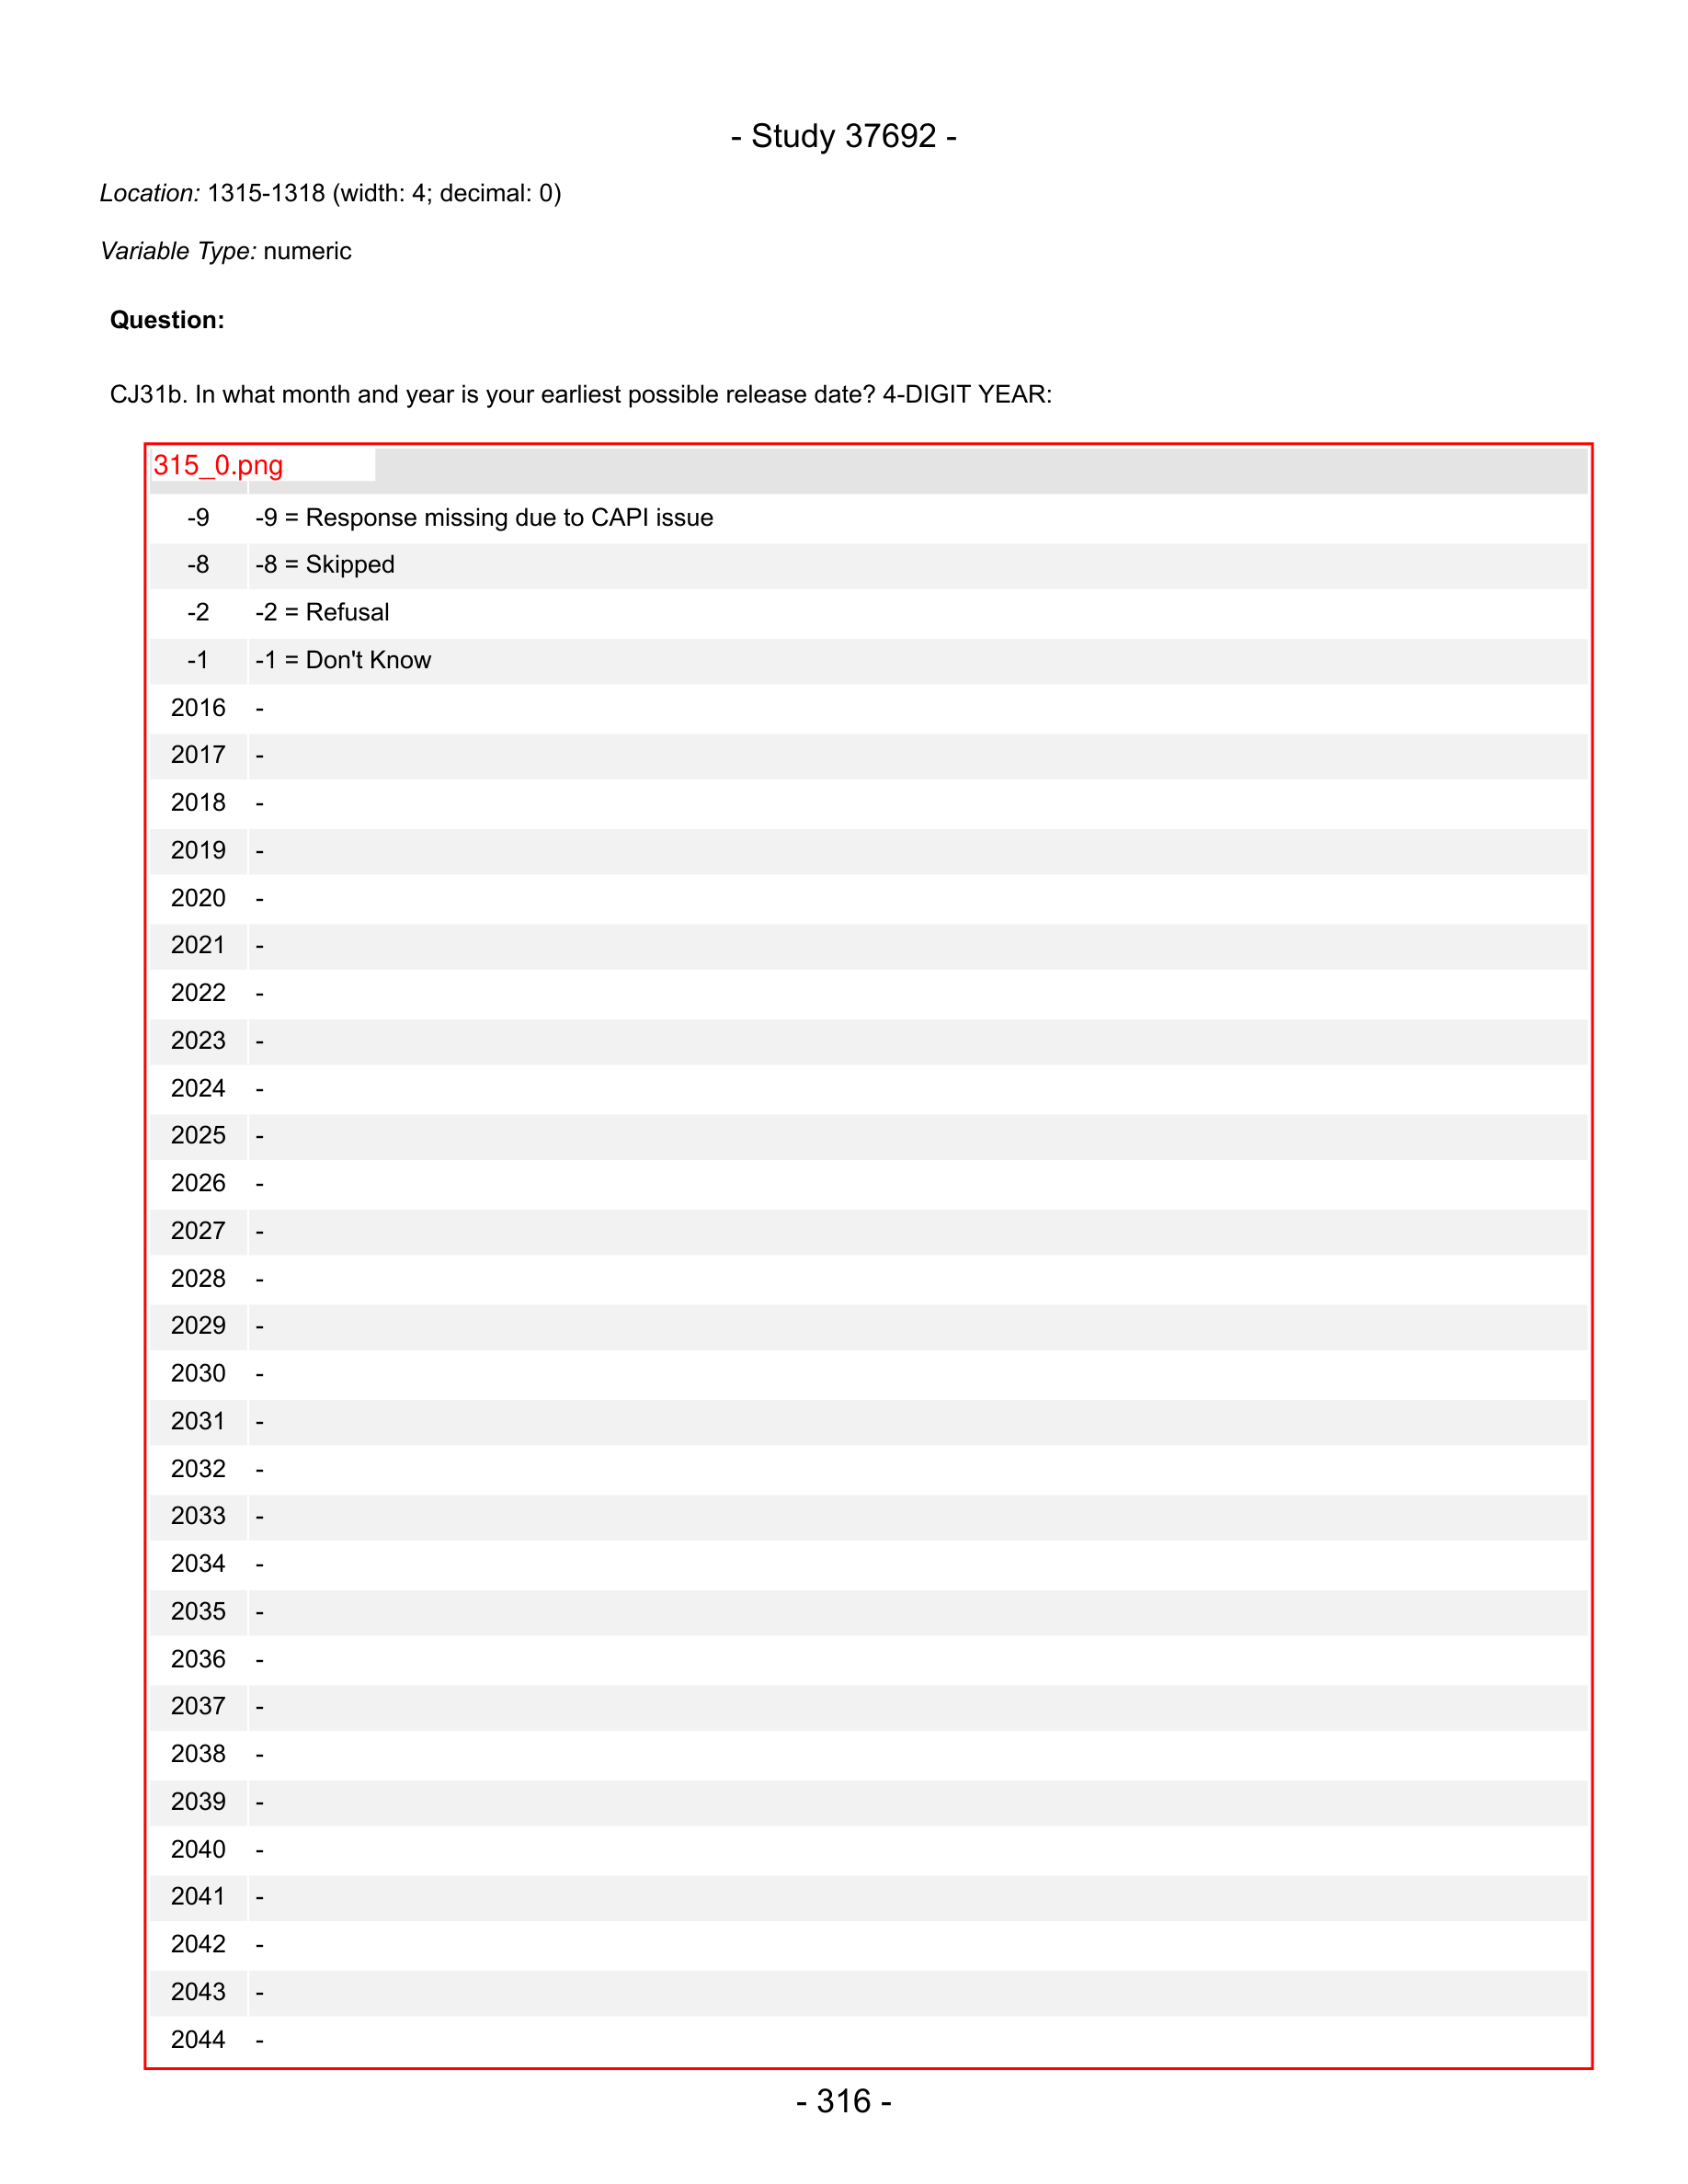 - Study 37692 -
Location: 1315-1318 (width: 4; decimal: 0)
Variable Type: numeric
Question:
CJ31b. In what month and year is your earliest possible release date? 4-DIGIT YEAR:
315_0.png
-9 -9 = Response missing due to CAPI issue
-8 -8 = Skipped
-2 -2 = Refusal
-1 -1 = Don't Know
2016 -
2017 -
2018 -
2019 -
2020 -
2021 -
2022 -
2023 -
2024 -
2025 -
2026 -
2027 -
2028 -
2029 -
2030 -
2031 -
2032 -
2033 -
2034 -
2035 -
2036 -
2037 -
2038 -
2039 -
2040 -
2041 -
2042 -
2043 -
2044 -
- 316 -